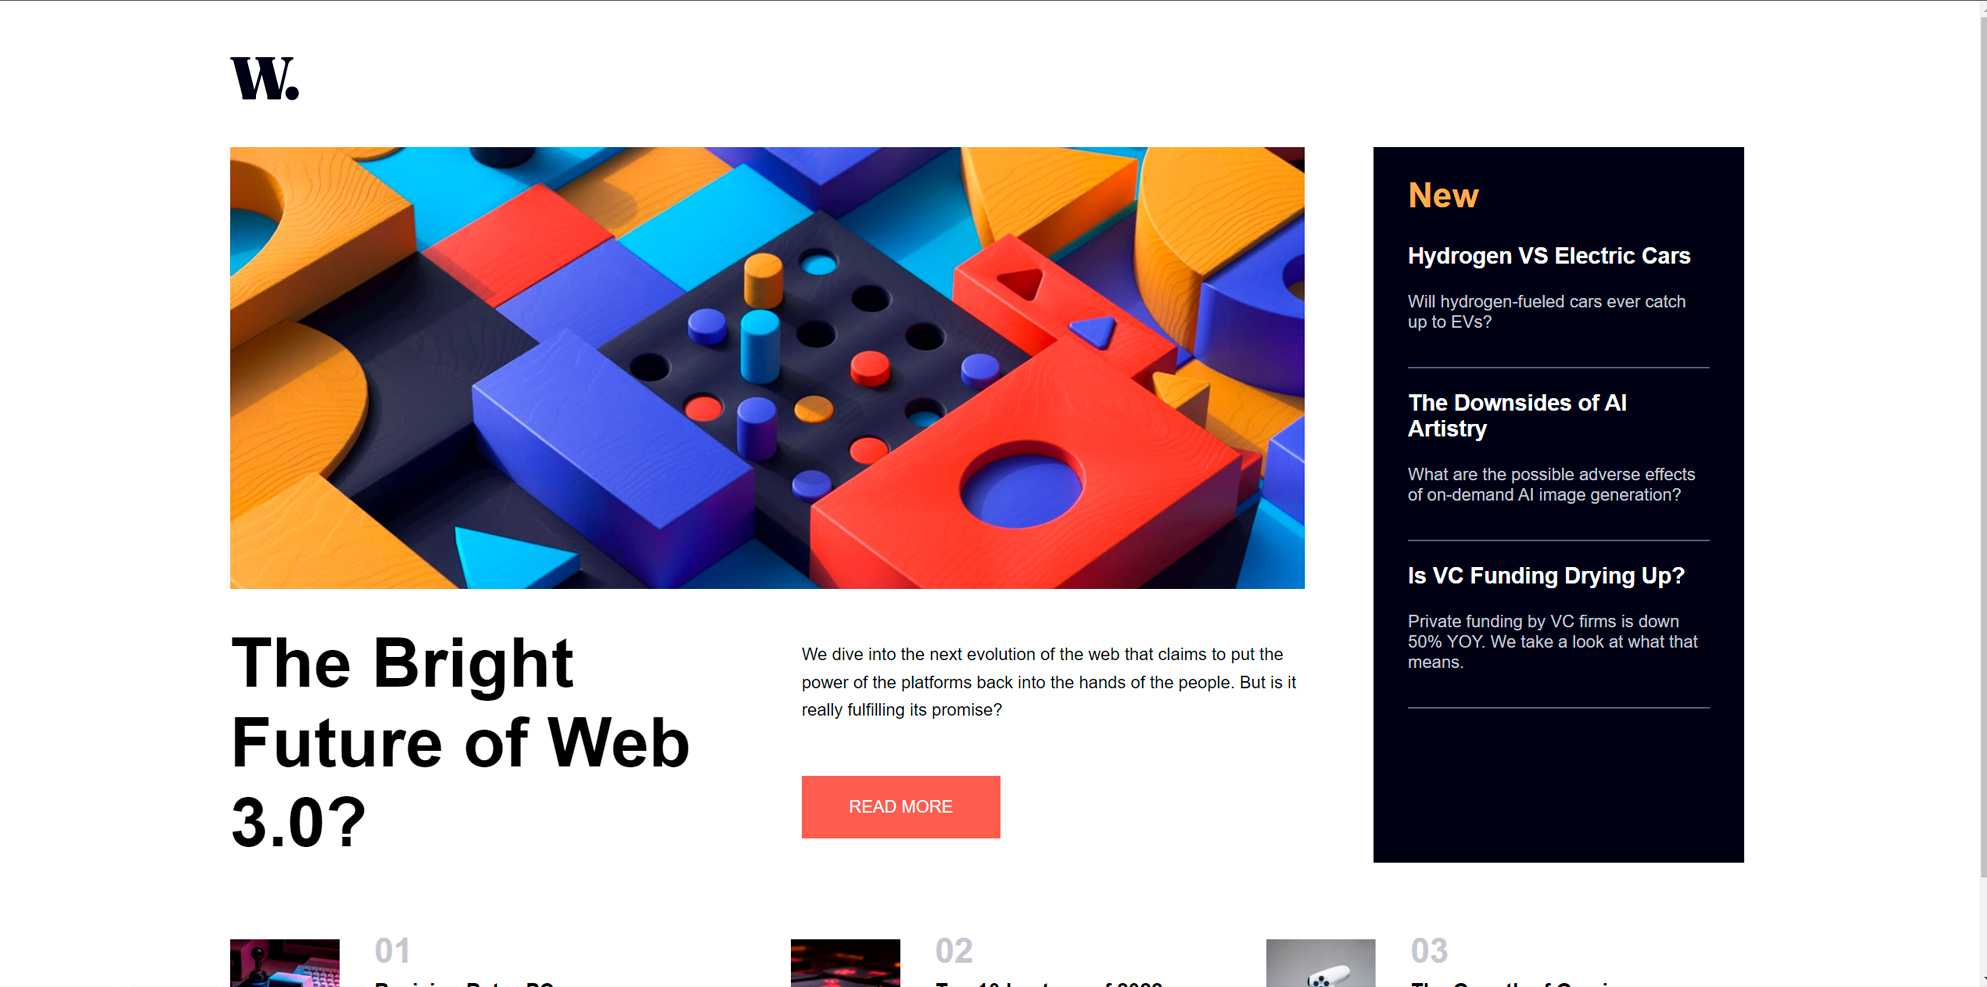 W.
New
Hydrogen VS Electric Cars
Will hydrogen-fueled cars ever catch
up to EVs?
The Downsides of AI
Artistry
What are the possible adverse effects
of on-demand AI image generation?
Is VC Funding Drying Up?
Private funding by VC firms is down
50% YOY. We take a look at what that
means.
The Bright
Future of Web
3.0?
We dive into the next evolution of the web that claims to put the
power of the platforms back into the hands of the people. But is it
really fulfilling its promise?
READ MORE
01
02
03